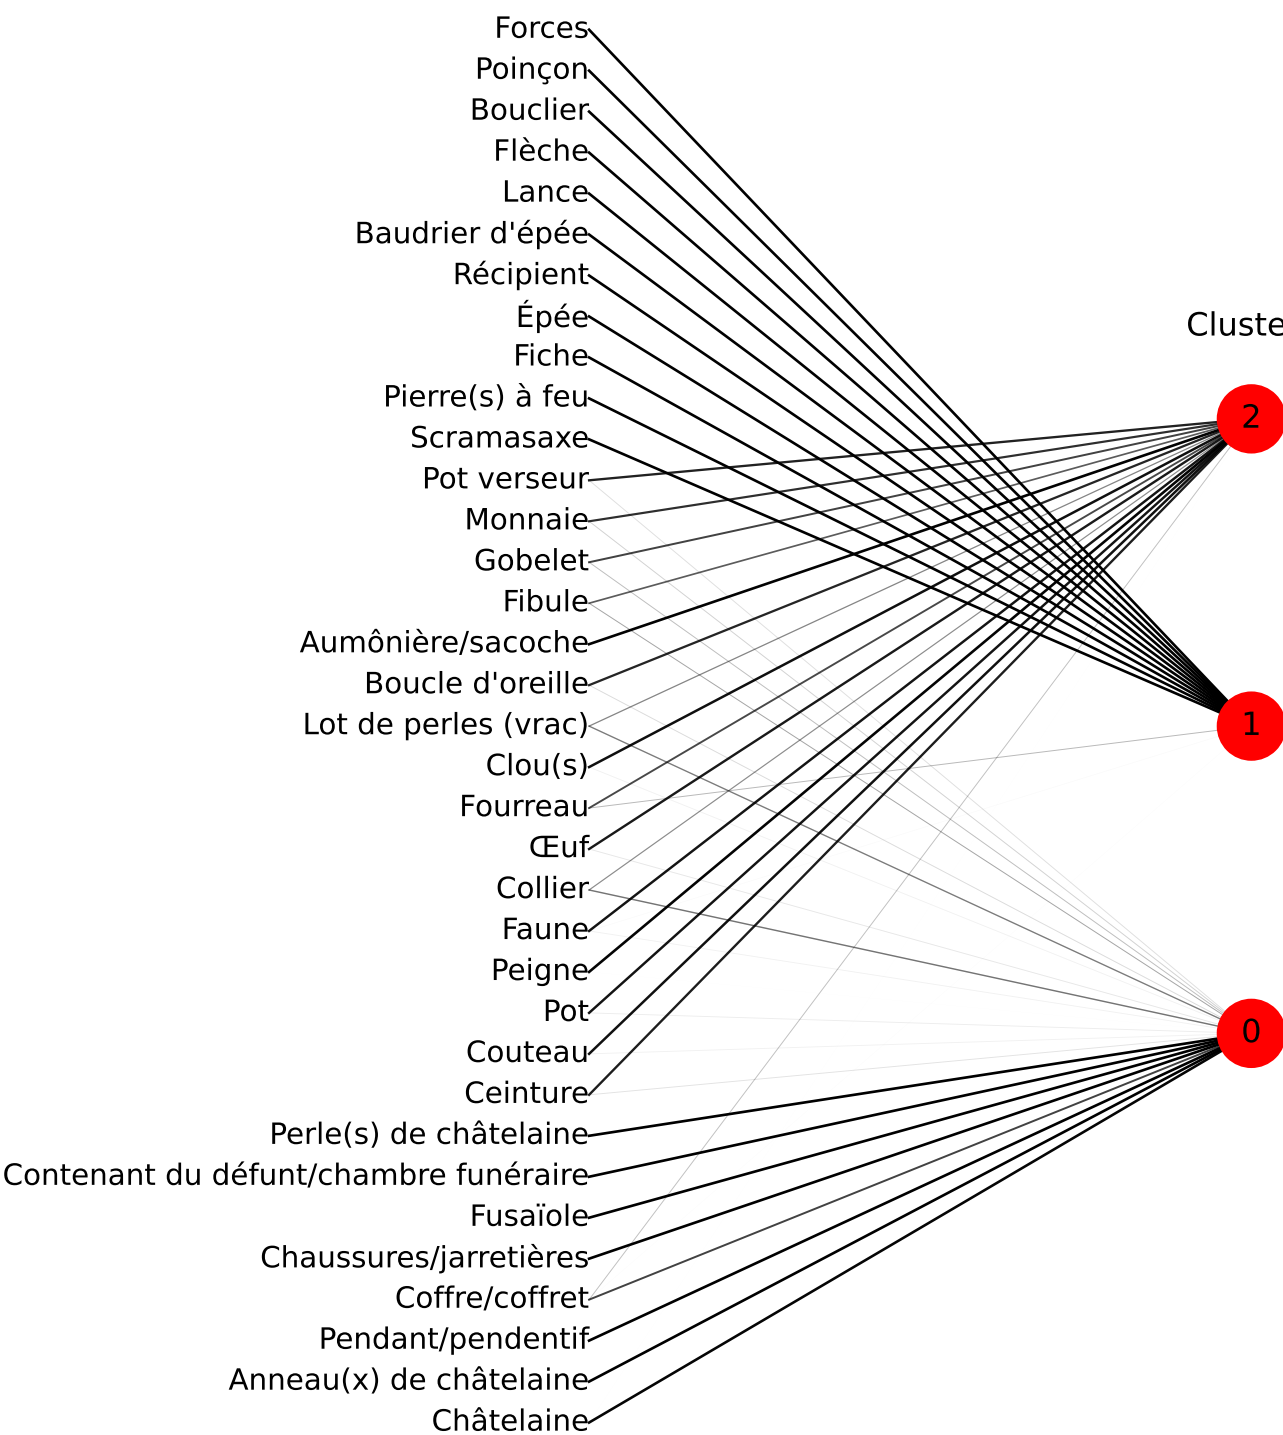 Forces
Poinçon
Bouclier
Flèche
Lance
Baudrier d'épée
Récipient
Épée
Fiche
Pierre(s) à feu
Scramasaxe
Pot verseur
Monnaie
Gobelet
Fibule
Aumônière/sacoche
Boucle d'oreille
Lot de perles (vrac)
Clou(s)
Fourreau
Œuf
Collier
Faune
Peigne
Pot
Couteau
Ceinture
Perle(s) de châtelaine
Contenant du défunt/chambre funéraire
Fusaïole
Chaussures/jarretières
Coffre/coffret
Pendant/pendentif
Anneau(x) de châtelaine
Châtelaine
Cluste
2
1
0